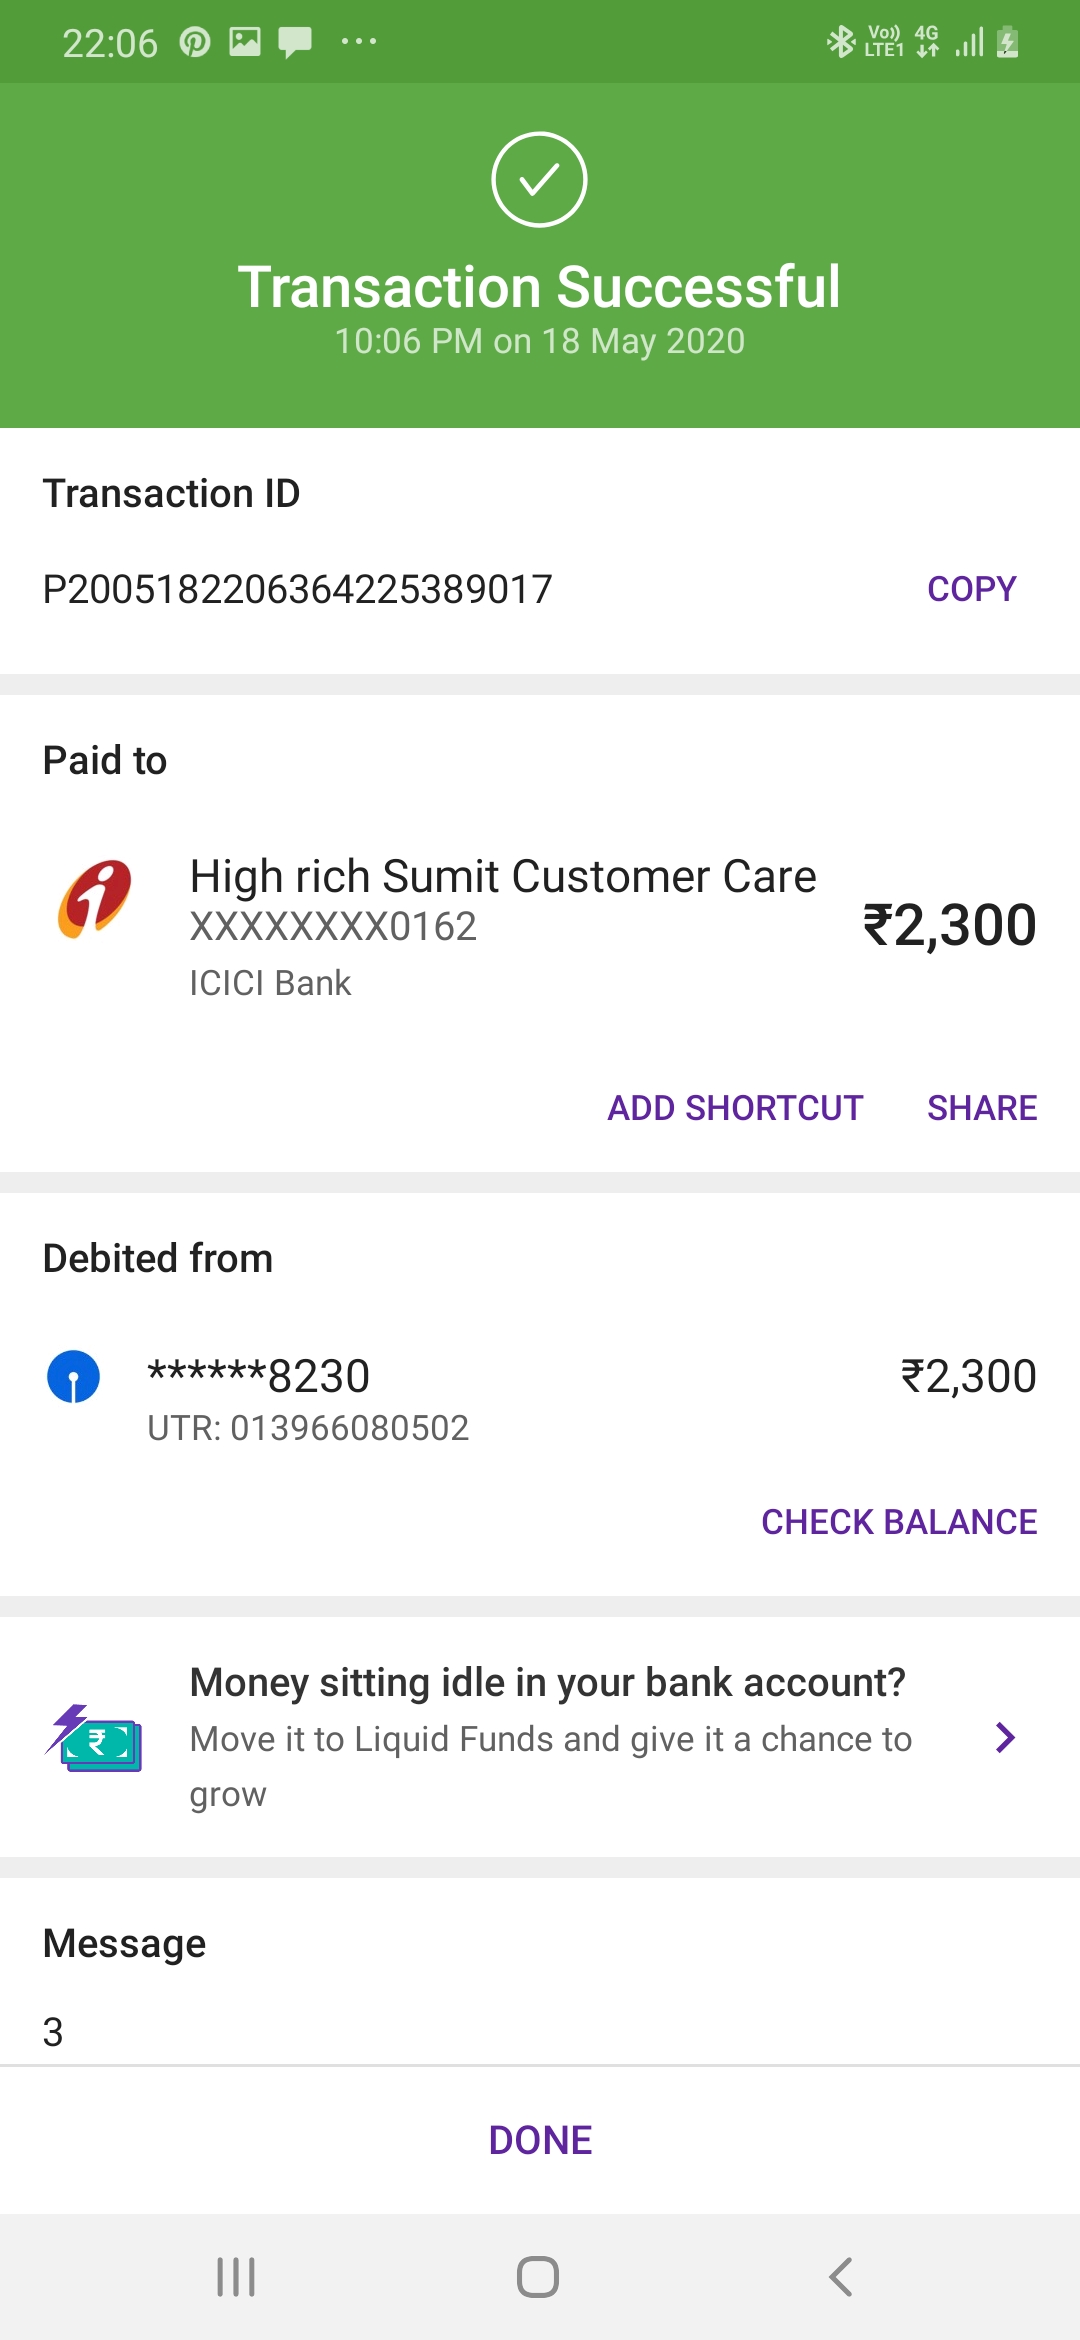 22:06
Vo)) 4G
LTE1
Transaction Successful
10:06 PM on 18 May 2020
Transaction ID
P2005182206364225389017
COPY
Paid to
High rich Sumit Customer Care
XXXXXXXX0162
₹2,300
ICICI Bank
ADD SHORTCUT SHARE
Debited from
******8230
₹2,300
UTR: 013966080502
CHECK BALANCE
Money sitting idle in your bank account?
Move it to Liquid Funds and give it a chance to
grow
Message
3
DONE